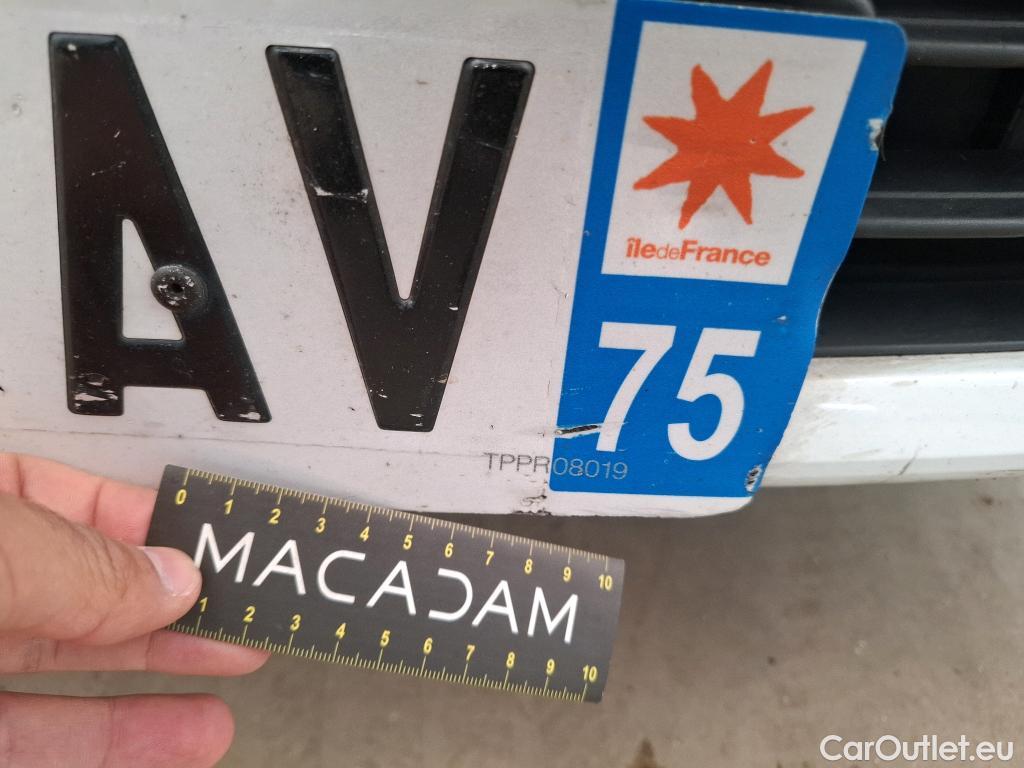 AV
îledeFrance
75
TPPR08019
0 1 2 3 4 5 6 7 8 9 10
MACADAM
1 2 3 4 5 6 7 8 9 10
CarOutlet.eu